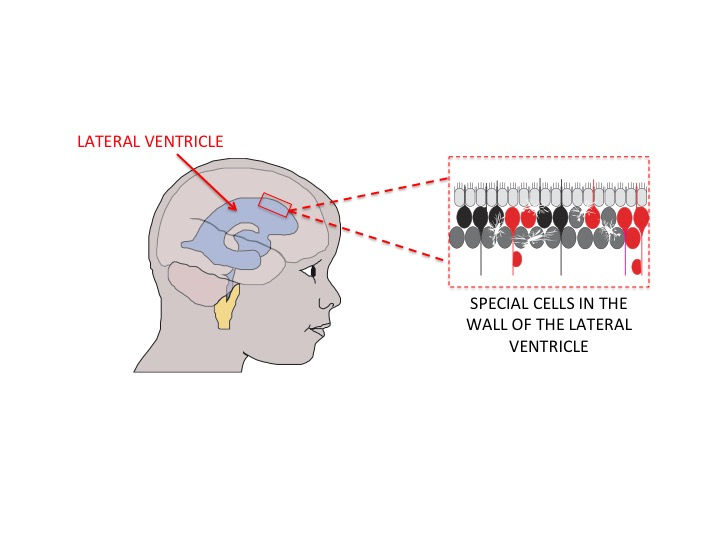 LATERAL VENTRICLE
SPECIAL CELLS IN THE
WALL OF THE LATERAL
VENTRICLE